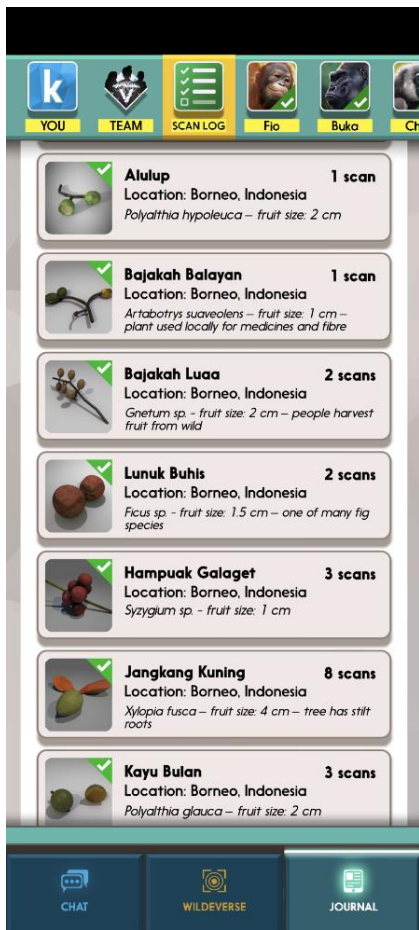 k
YOU
TEAM
SCAN LOG
Fio
Buka
Ch
Alulup
1 scan
Location: Borneo, Indonesia
Polyalthia hypoleuca – fruit size: 2 cm
Bajakah Balayan
1 scan
Location: Borneo, Indonesia
Artabotrys suaveolens – fruit size: 1 cm –
plant used locally for medicines and fibre
Bajakah Luaa
2 scans
Location: Borneo, Indonesia
Gnetum sp. - fruit size: 2 cm – people harvest
fruit from wild
Lunuk Buhis
2 scans
Location: Borneo, Indonesia
Ficus sp. - fruit size: 1.5 cm – one of many fig
species
Hampuak Galaget
3 scans
Location: Borneo, Indonesia
Syzygium sp. - fruit size: 1 cm
Jangkang Kuning
8 scans
Location: Borneo, Indonesia
Xylopia fusca – fruit size: 4 cm – tree has stilt
roots
Kayu Bulan
3 scans
Location: Borneo, Indonesia
Polyalthia glauca – fruit size: 2 cm
CHAT
WILDEVERSE
JOURNAL